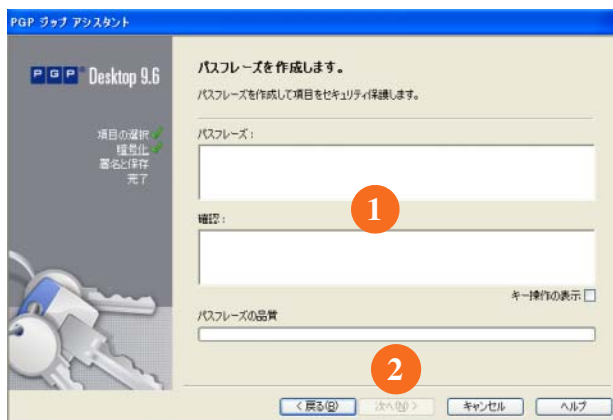 PGP ジップ アシスタント
PGP Desktop 9.6
項目の選択
暗号化
署名と保存
完了
パスフレーズを作成します。
パスフレーズを作成して項目をセキュリティ保護します。
パスフレーズ:
1
確認:
キー操作の表示
パスフレーズの品質
2
< 戻る(B)
次へ(N) >
キャンセル
ヘルプ